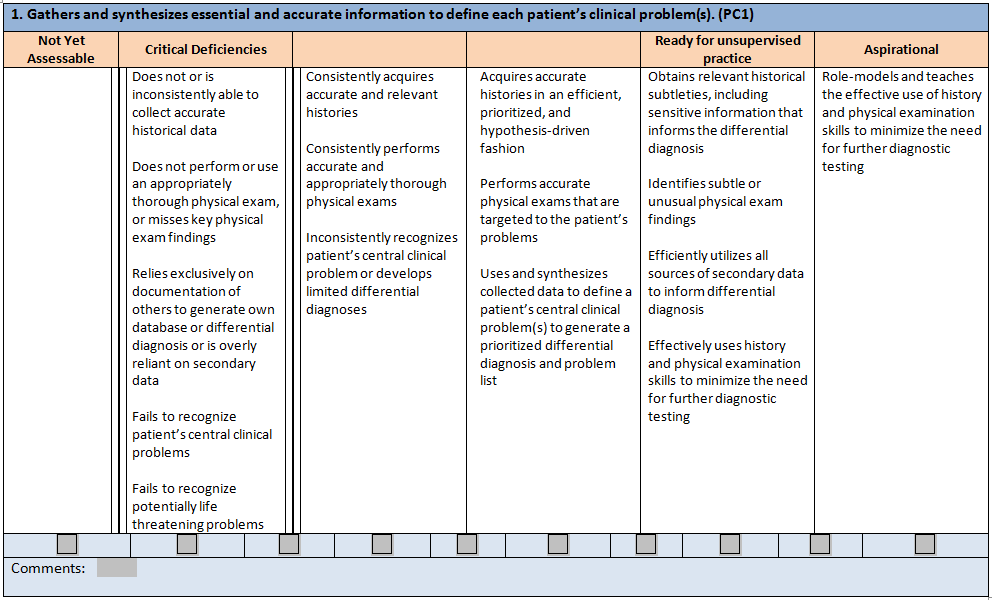 1. Gathers and synthesizes essential and accurate information to define each patient’s clinical problem(s). (PC1)
Not Yet
Assessable
Critical Deficiencies
Ready for unsupervised
practice
Aspirational
Does not or is
inconsistently able to
collect accurate
historical data
Does not perform or use
an appropriately
thorough physical exam,
or misses key physical
exam findings
Relies exclusively on
documentation of
others to generate own
database or differential
diagnosis or is overly
reliant on secondary
data
Fails to recognize
patient’s central clinical
problems
Fails to recognize
potentially life
threatening problems
Consistently acquires
accurate and relevant
histories
Consistently performs
accurate and
appropriately thorough
physical exams
Inconsistently recognizes
patient’s central clinical
problem or develops
limited differential
diagnoses
Acquires accurate
histories in an efficient,
prioritized, and
hypothesis-driven
fashion
Performs accurate
physical exams that are
targeted to the patient’s
problems
Uses and synthesizes
collected data to define a
patient’s central clinical
problem(s) to generate a
prioritized differential
diagnosis and problem
list
Obtains relevant historical
subtleties, including
sensitive information that
informs the differential
diagnosis
Identifies subtle or
unusual physical exam
findings
Efficiently utilizes all
sources of secondary data
to inform differential
diagnosis
Effectively uses history
and physical examination
skills to minimize the need
for further diagnostic
testing
Role-models and teaches
the effective use of history
and physical examination
skills to minimize the need
for further diagnostic
testing
Comments: